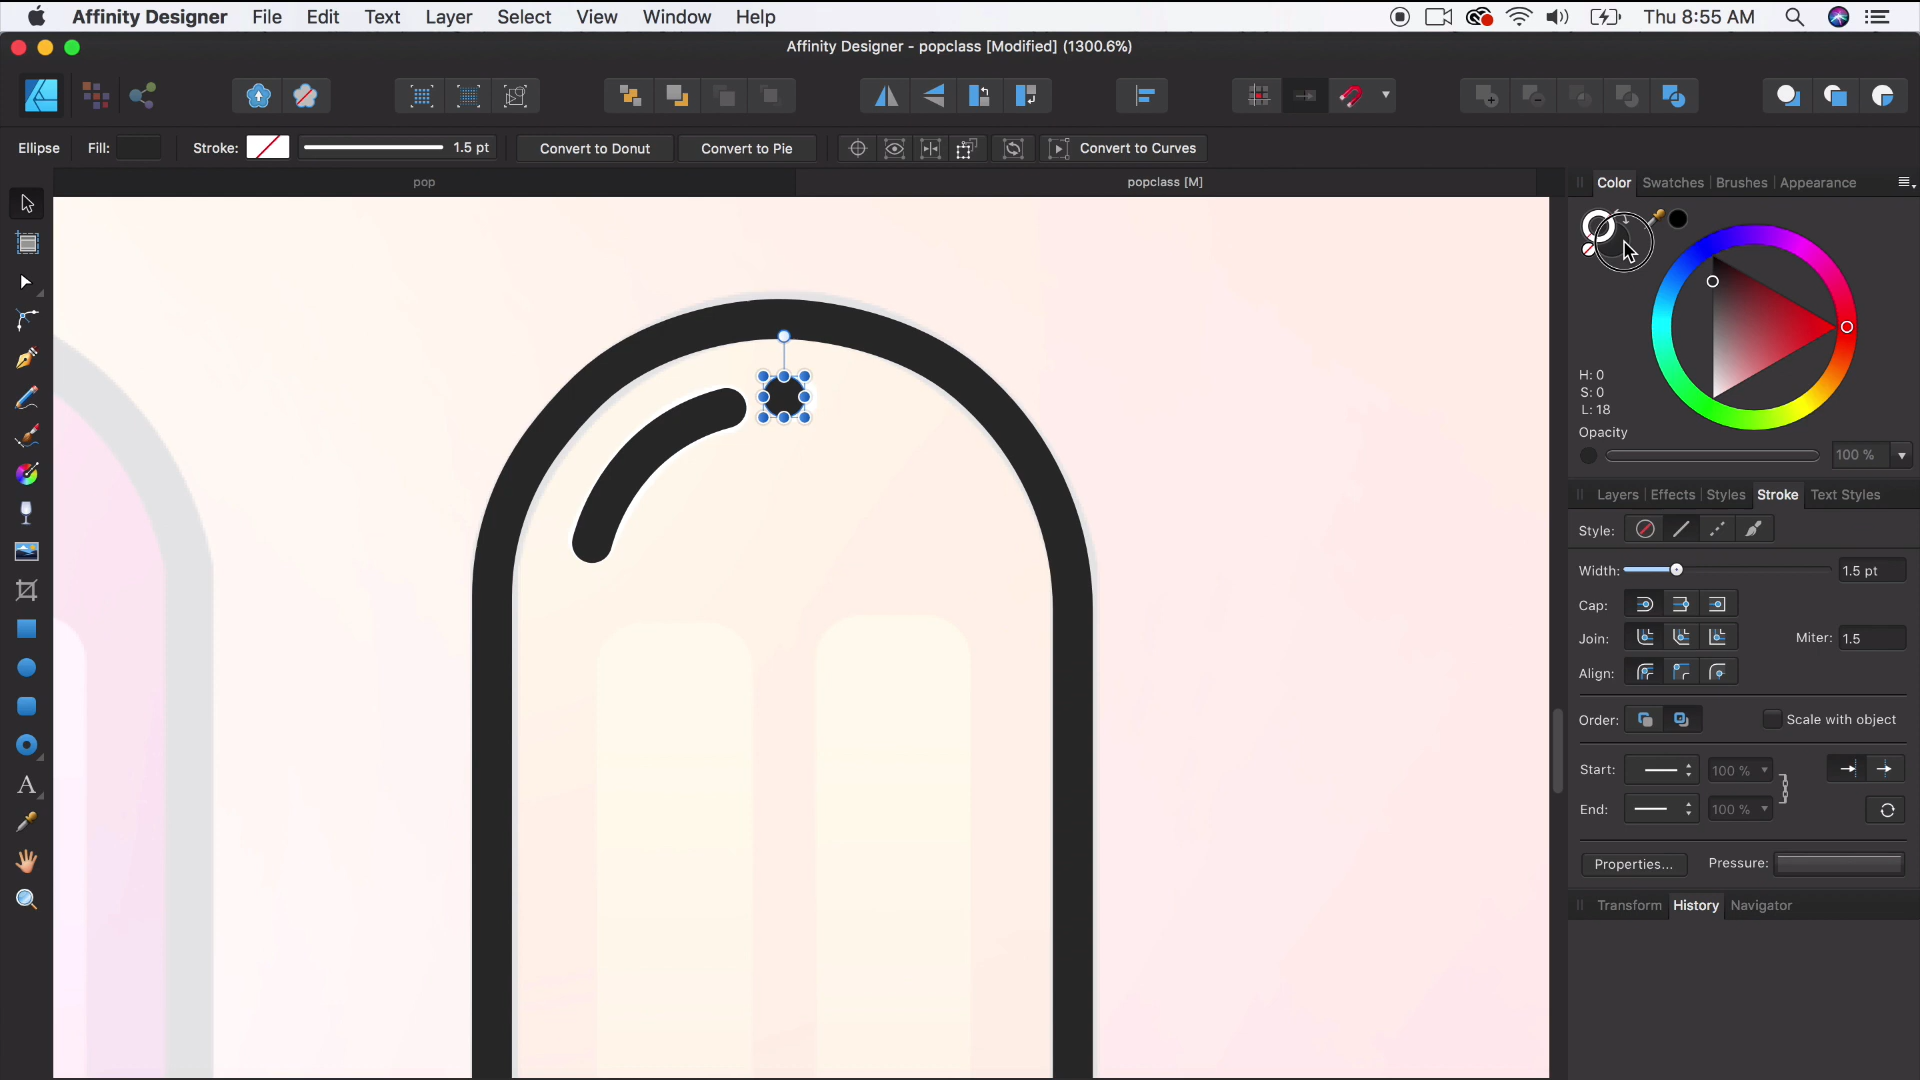 Affinity Designer File Edit Text Layer Select View Window Help Thu 8:55 AM
Affinity Designer - popclass [Modified] (1300.6%)
Ellipse Fill: Stroke: 1.5 pt Convert to Donut Convert to Pie Convert to Curves
pop popclass [M]
Color Swatches Brushes Appearance
H: 0
S: 0
L: 18
Opacity
100 %
Layers Effects Styles Stroke Text Styles
Style:
Width: 1.5 pt
Cap:
Join: Miter: 1.5
Align:
Order: Scale with object
Start: 100 %
End: 100 %
Properties... Pressure:
Transform History Navigator